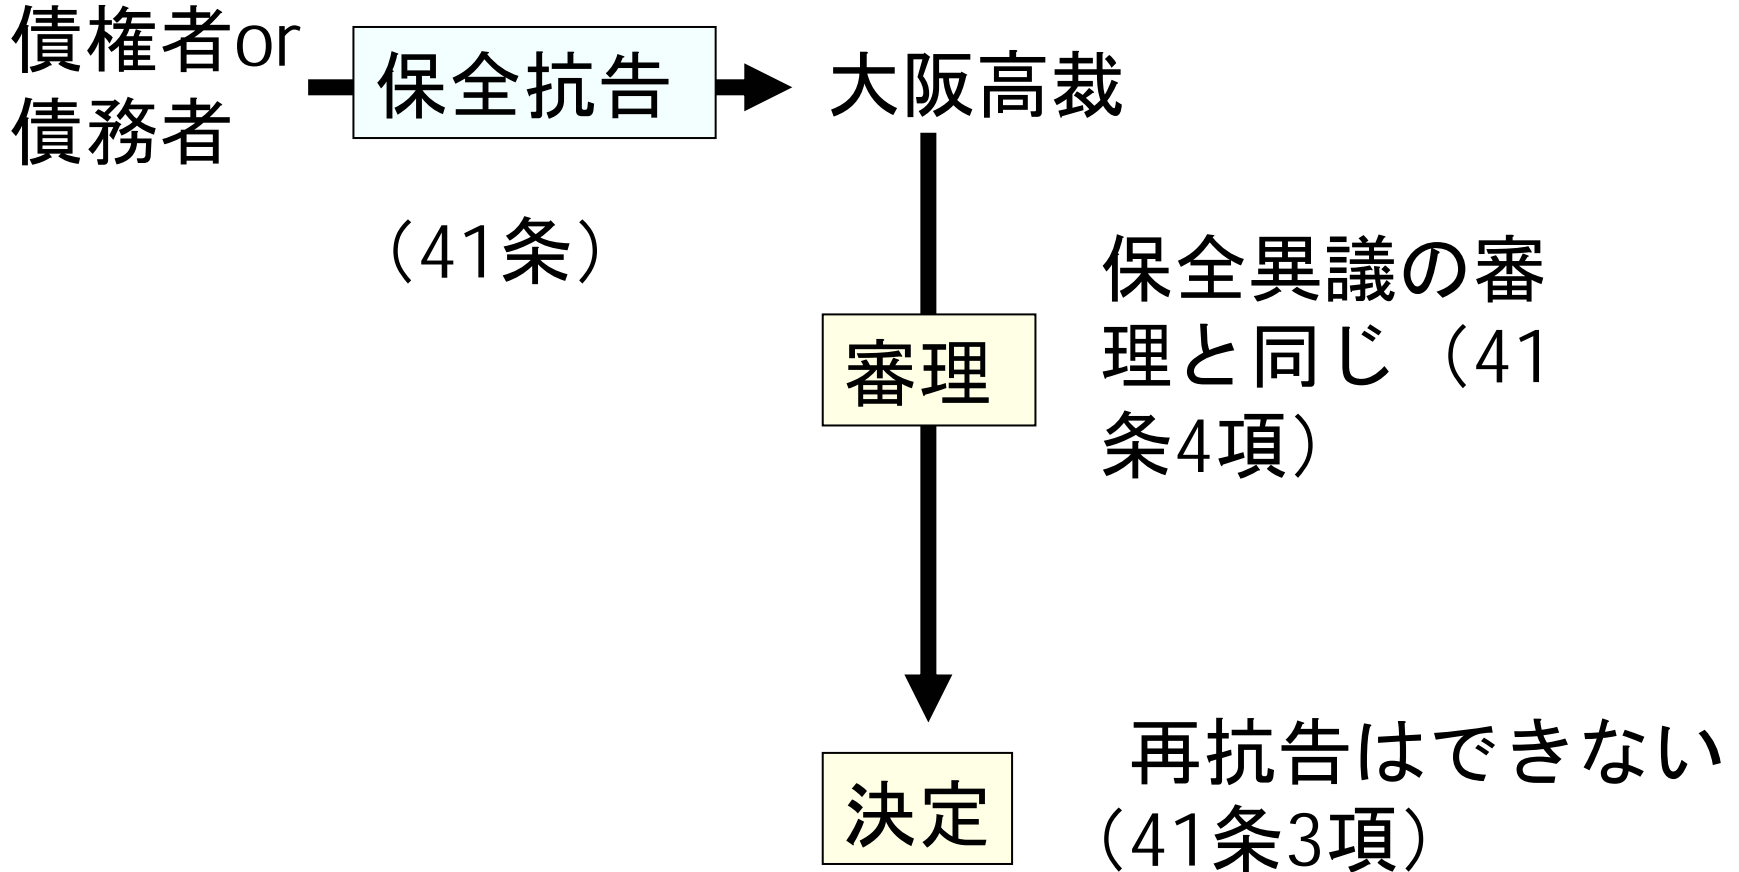 債権者or
債務者
保全抗告
大阪高裁
（41条）
保全異議の審
理と同じ（41
条4項）
審理
再抗告はできない
（41条3項）
決定